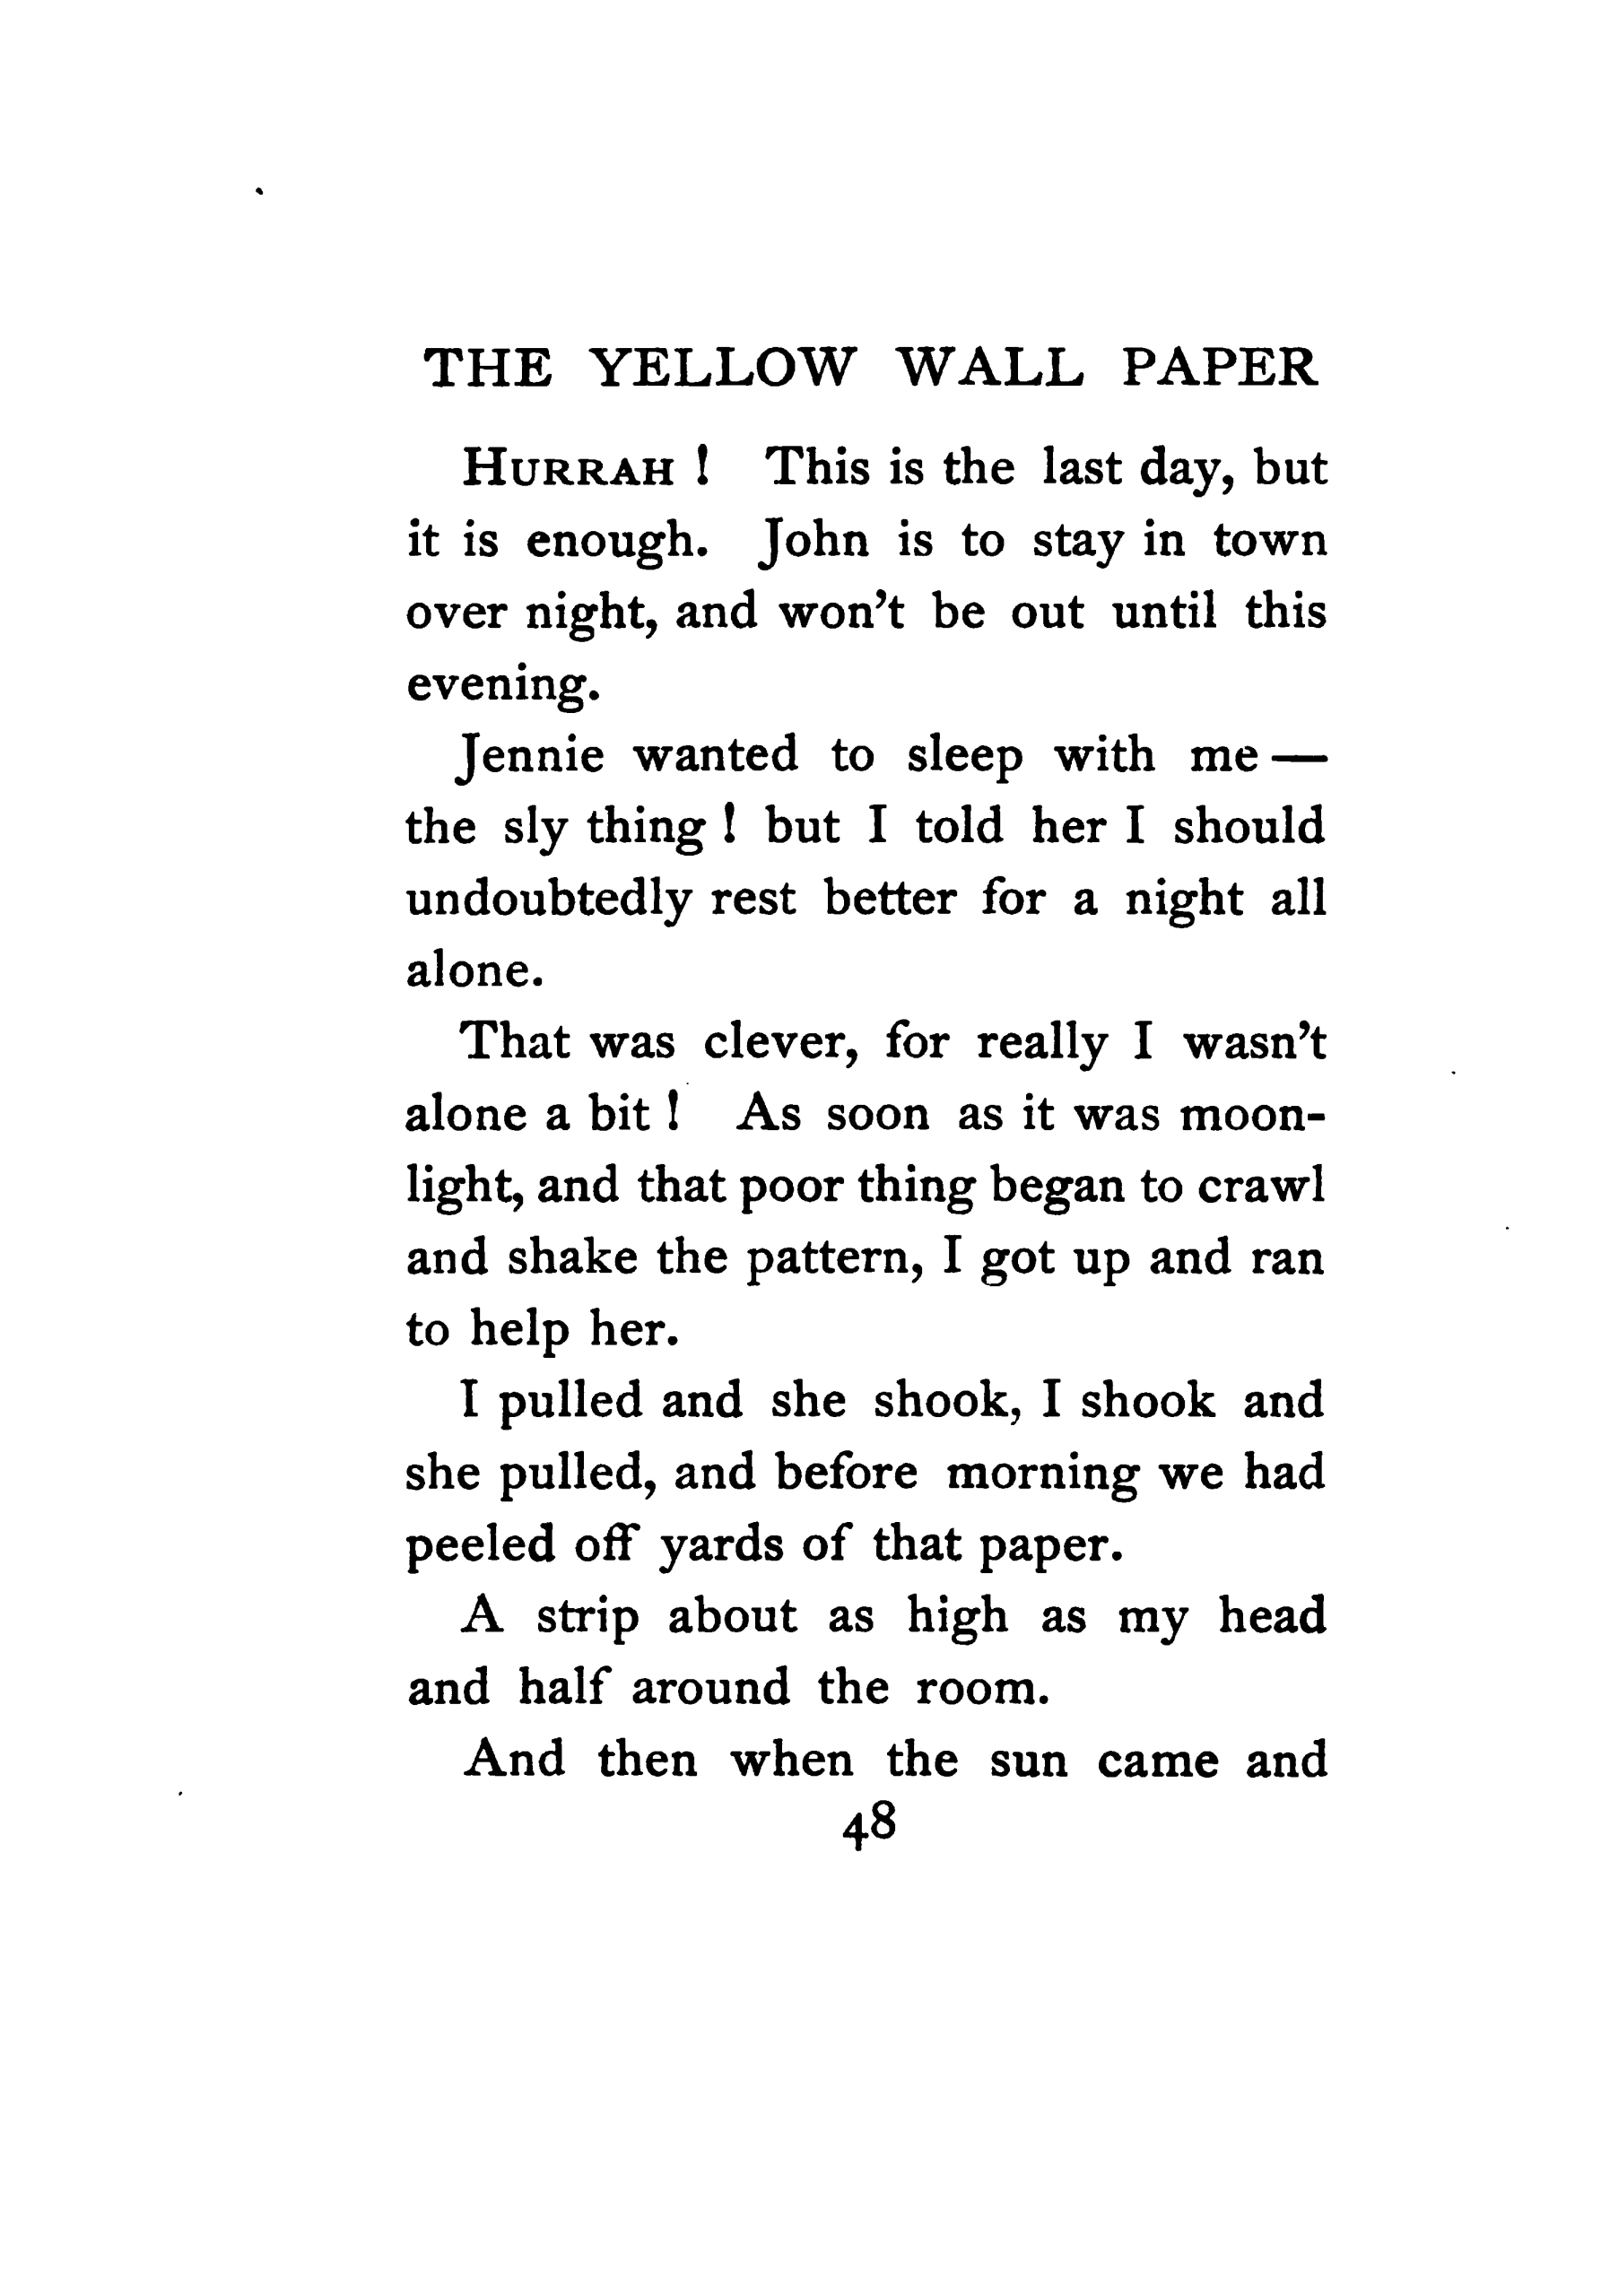 THE YELLOW WALL PAPER
HURRAH ! This is the last day, but
it is enough. John is to stay in town
over night, and won't be out until this
evening.
Jennie wanted to sleep with me —
the sly thing ! but I told her I should
undoubtedly rest better for a night all
alone.
That was clever, for really I wasn't
alone a bit ! As soon as it was moon-
light, and that poor thing began to crawl
and shake the pattern, I got up and ran
to help her.
I pulled and she shook, I shook and
she pulled, and before morning we had
peeled off yards of that paper.
A strip about as high as my head
and half around the room.
And then when the sun came and
48